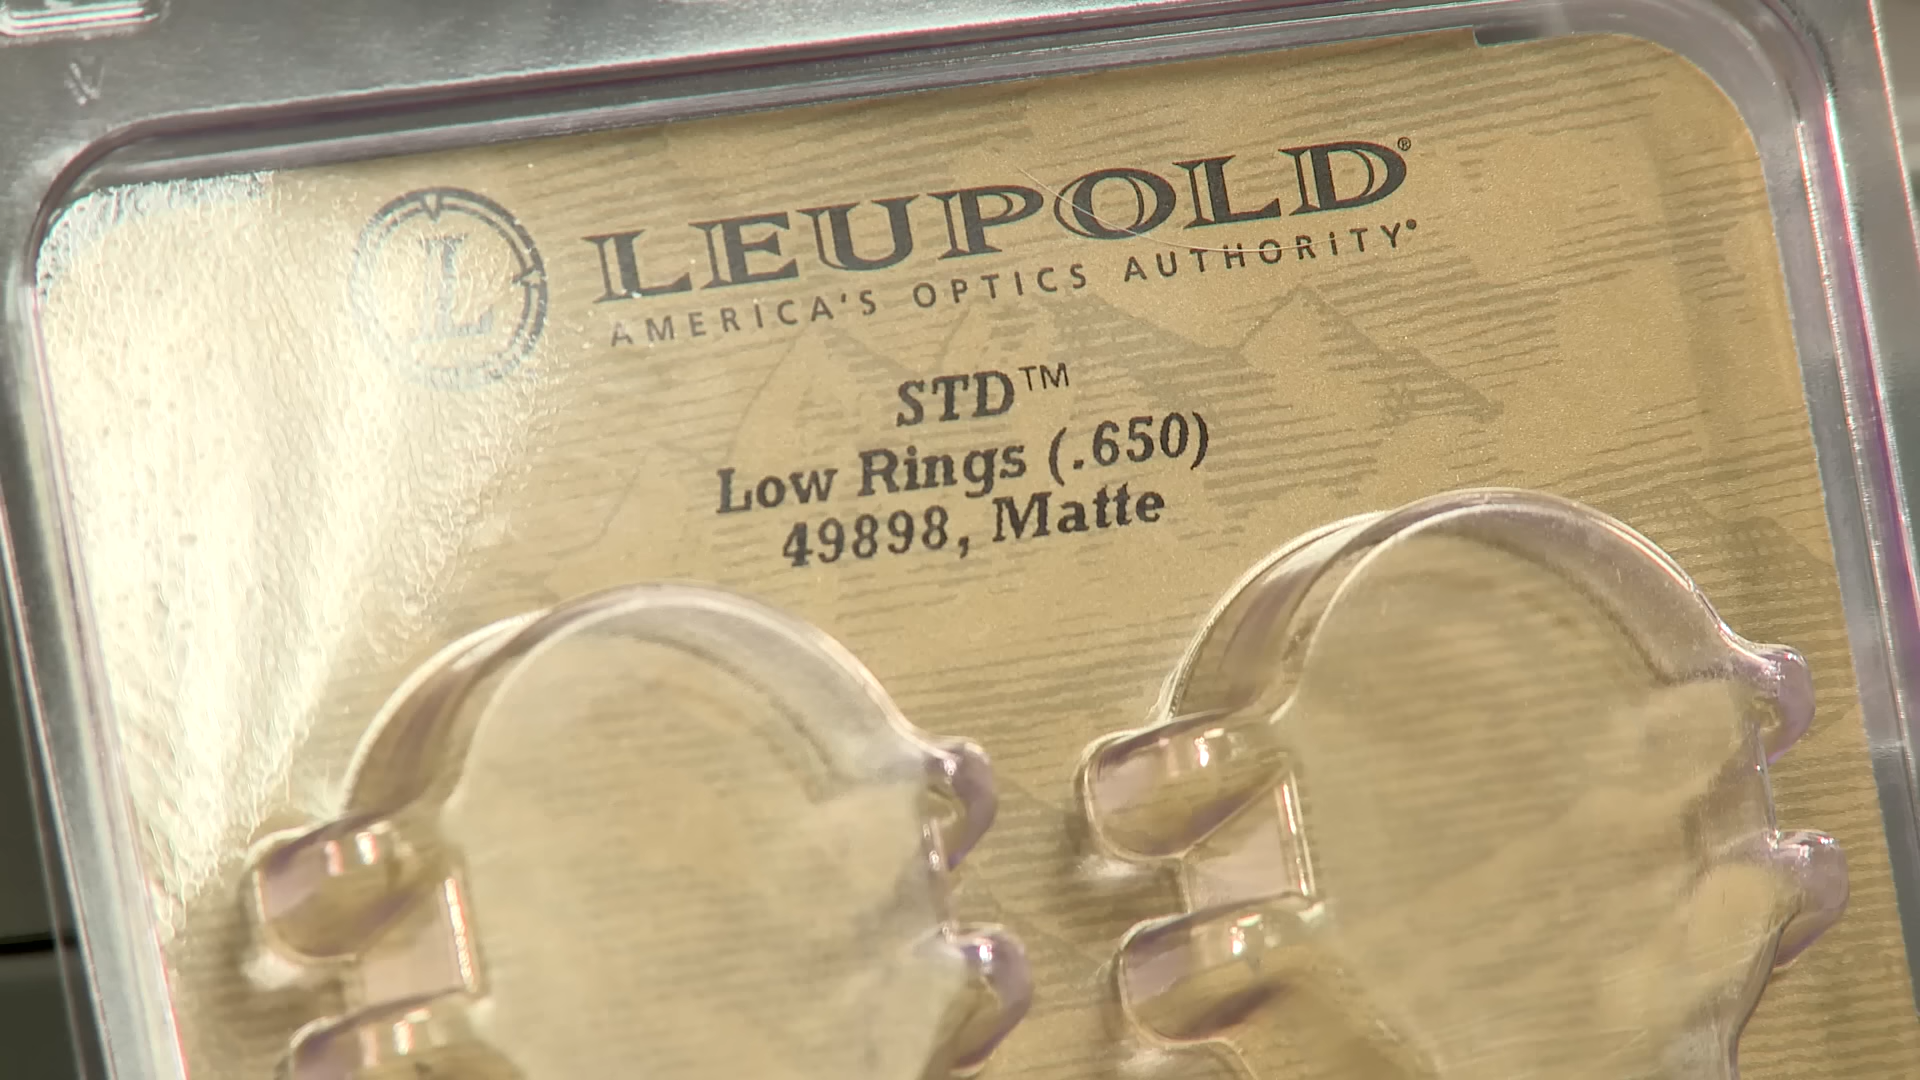 LEUPOLD®
AMERICA'S OPTICS AUTHORITY®
STD™
Low Rings (.650)
49898, Matte
L